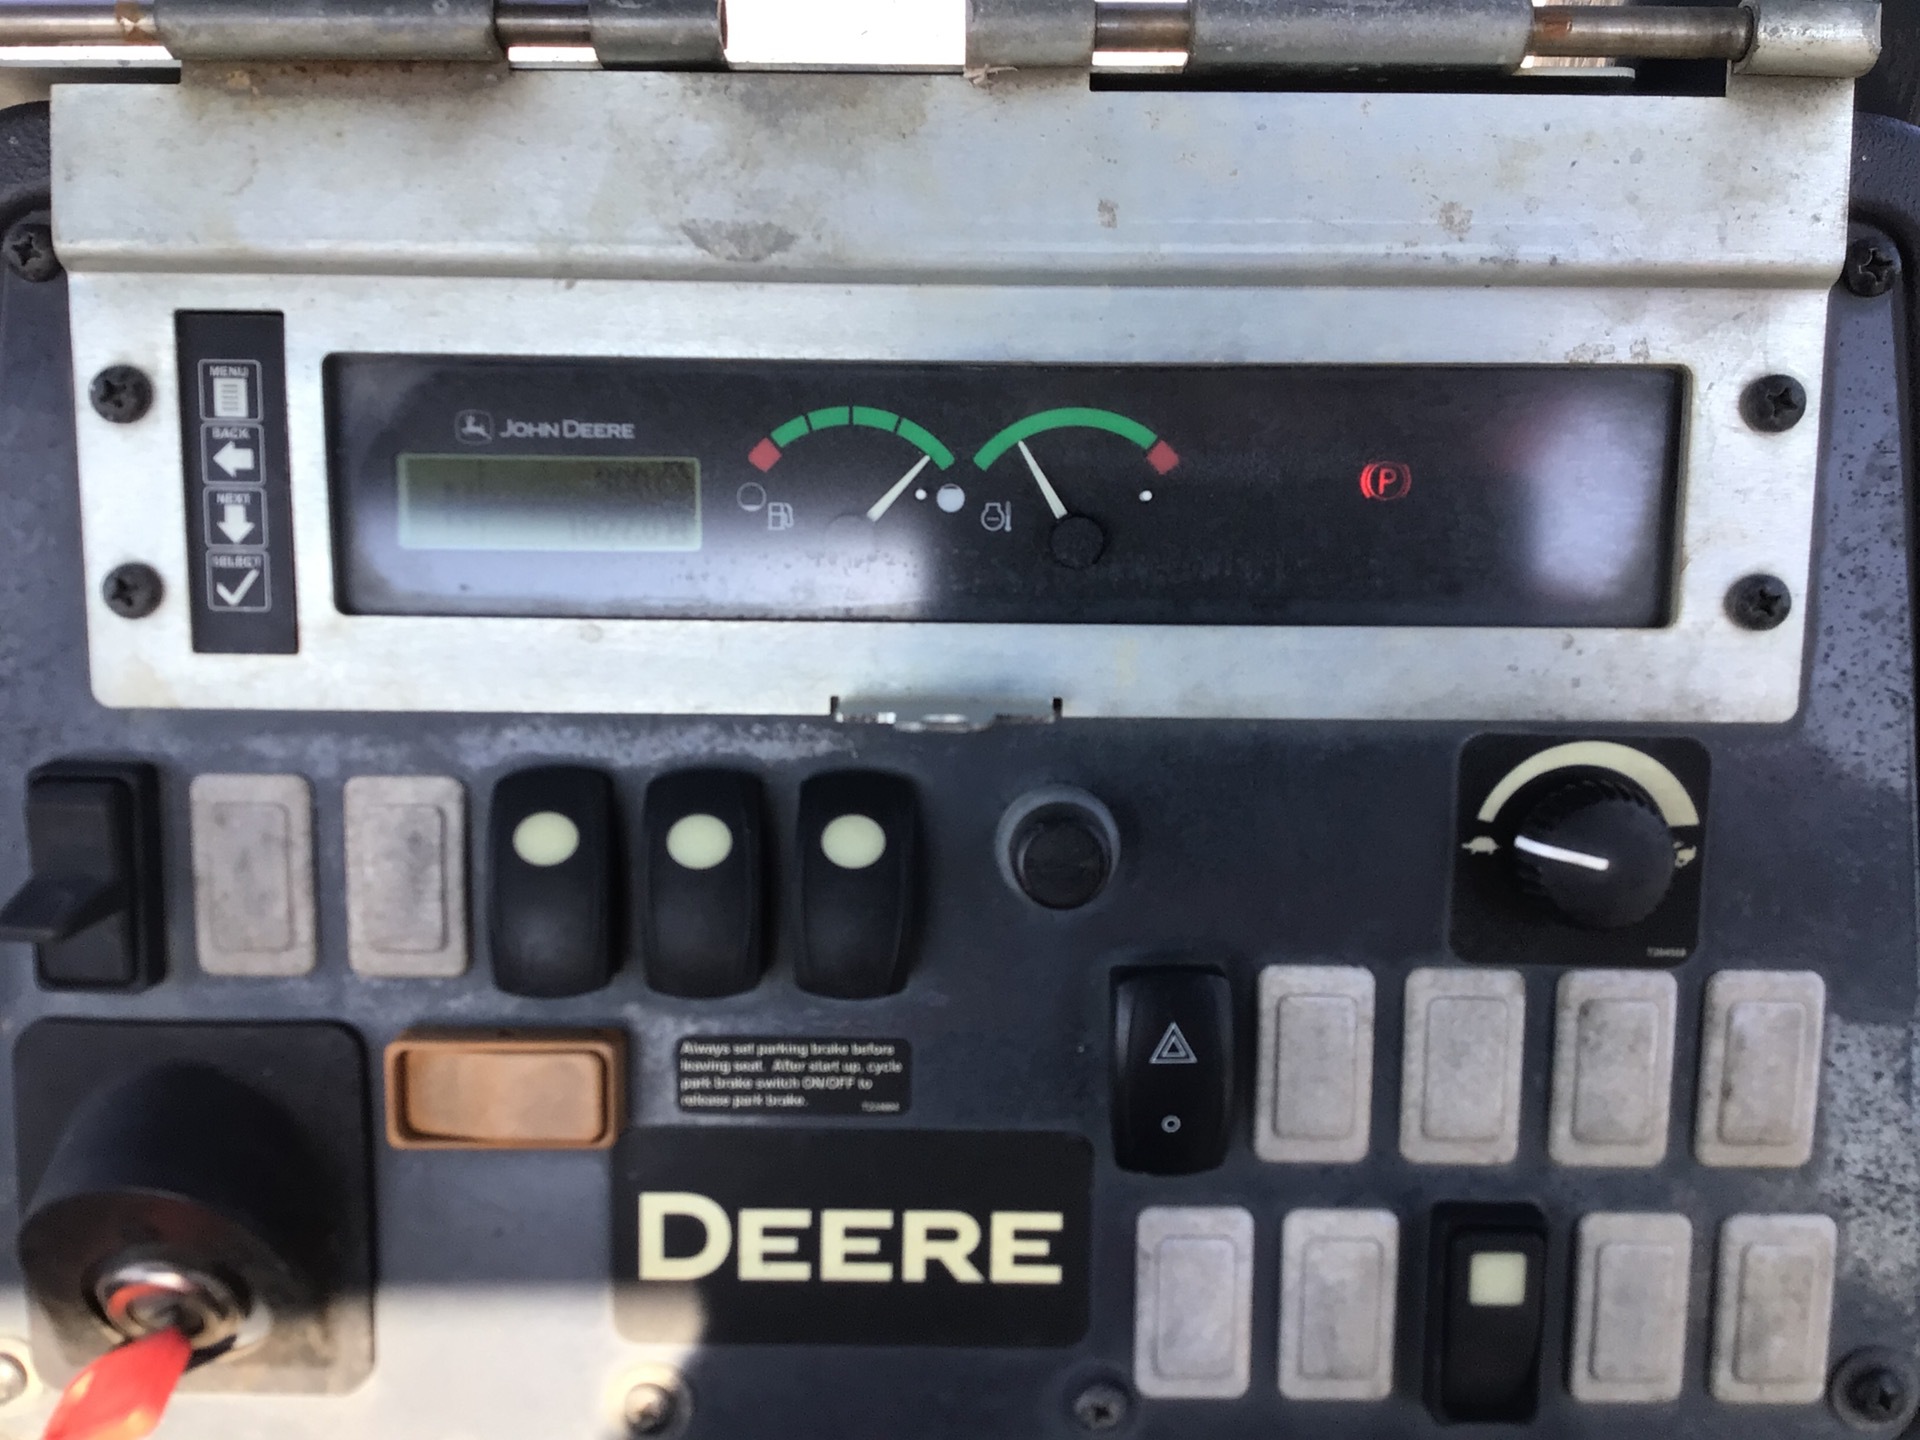 MENU
BACK
NEXT
SELECT
JOHN DEERE
P
Always set parking brake before
leaving seat. After start up, cycle
park brake switch ON/OFF to
release park brake.
DEERE